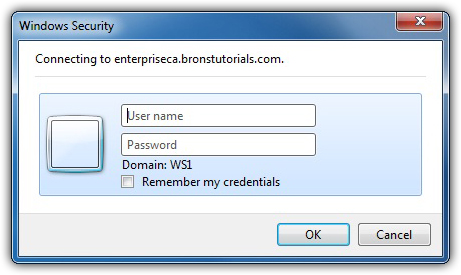 Windows Security
Connecting to enterpriseca.bronstutorials.com.
User name
Password
Domain: WS1
Remember my credentials
OK
Cancel